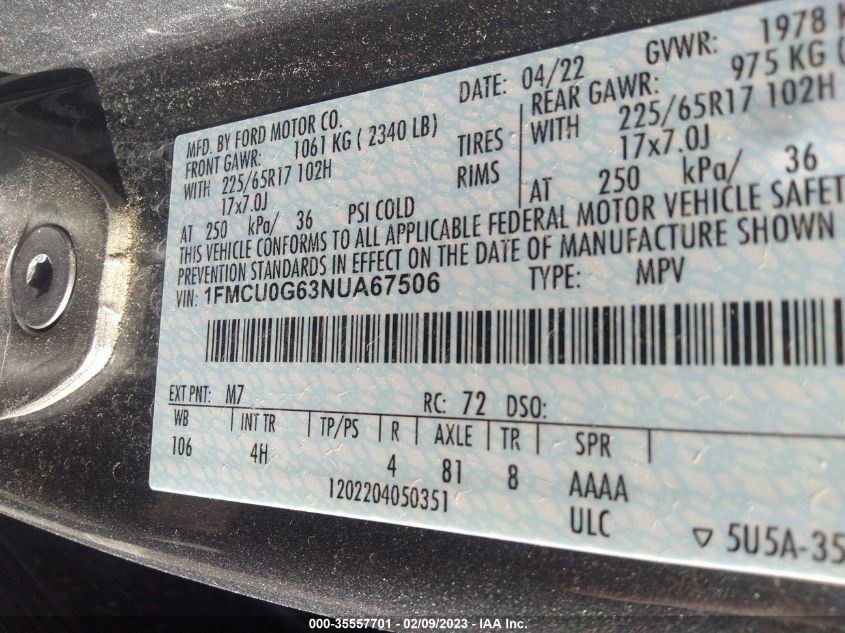 MFD. BY FORD MOTOR CO.
DATE: 04/22
GVWR: 1978 K
FRONT GAWR: 1061 KG ( 2340 LB)
REAR GAWR: 975 KG (
WITH 225/65R17 102H
TIRES
WITH 225/65R17 102H
17x7.0J
RIMS
17x7.0J
AT 250 kPa/ 36 PSI COLD
AT 250 kPa/ 36
THIS VEHICLE CONFORMS TO ALL APPLICABLE FEDERAL MOTOR VEHICLE SAFET
PREVENTION STANDARDS IN EFFECT ON THE DATE OF MANUFACTURE SHOWN
VIN: 1FMCU0G63NUA67506
TYPE: MPV
EXT PNT: M7
RC: 72 DSO:
WB INT TR TP/PS R AXLE TR SPR
106 4H 4 81 8 AAAA
1202204050351
ULC
5U5A-35
000-35557701 - 02/09/2023 - IAA Inc.